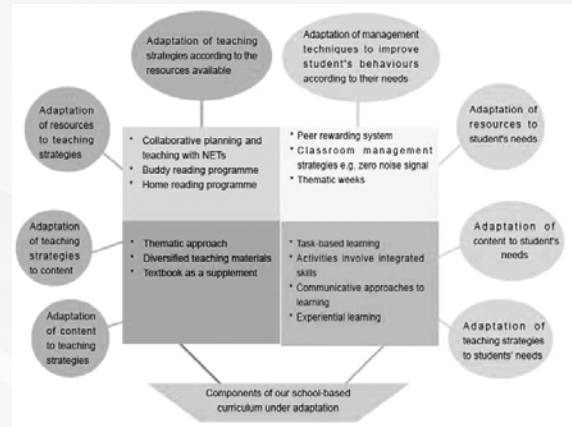 Adaptation of teaching
strategies according to the
resources available
Adaptation of management
techniques to improve
student's behaviours
according to their needs
Adaptation
of resources
to teaching
strategies
• Collaborative planning and
teaching with NETs
• Buddy reading programme
• Home reading programme
• Peer rewarding system
• Classroom management
strategies e.g. zero noise signal
• Thematic weeks
Adaptation of
resources to
student's needs
Adaptation
of teaching
strategies
to content
• Thematic approach
• Diversified teaching materials
• Textbook as a supplement
• Task-based learning
• Activities involve integrated
skills
• Communicative approaches to
learning
• Experiential learning
Adaptation of
content to student's
needs
Adaptation
of content
to teaching
strategies
Adaptation of
teaching strategies
to students' needs
Components of our school-based
curriculum under adaptation